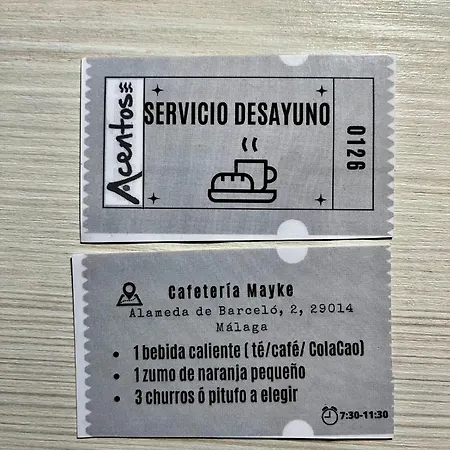 Acentos
SERVICIO DESAYUNO
0126
Cafetería Mayke
Alameda de Barceló, 2, 29014
Málaga
• 1 bebida caliente ( té/café/ ColaCao)
• 1 zumo de naranja pequeño
• 3 churros ó pitufo a elegir
7:30-11:30